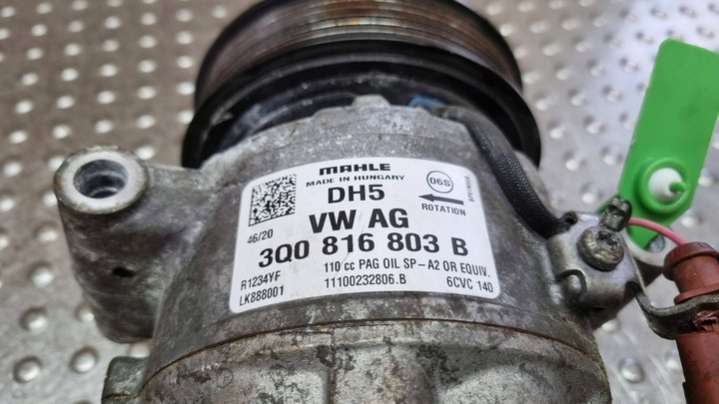 MAHLE
MADE IN HUNGARY
06S
DH5
ROTATION
VW AG
46/20
3Q0 816 803 B
R1234YF
110 cc PAG OIL SP-A2 OR EQUIV.
LK888001
11100232806.B
6CVC 140